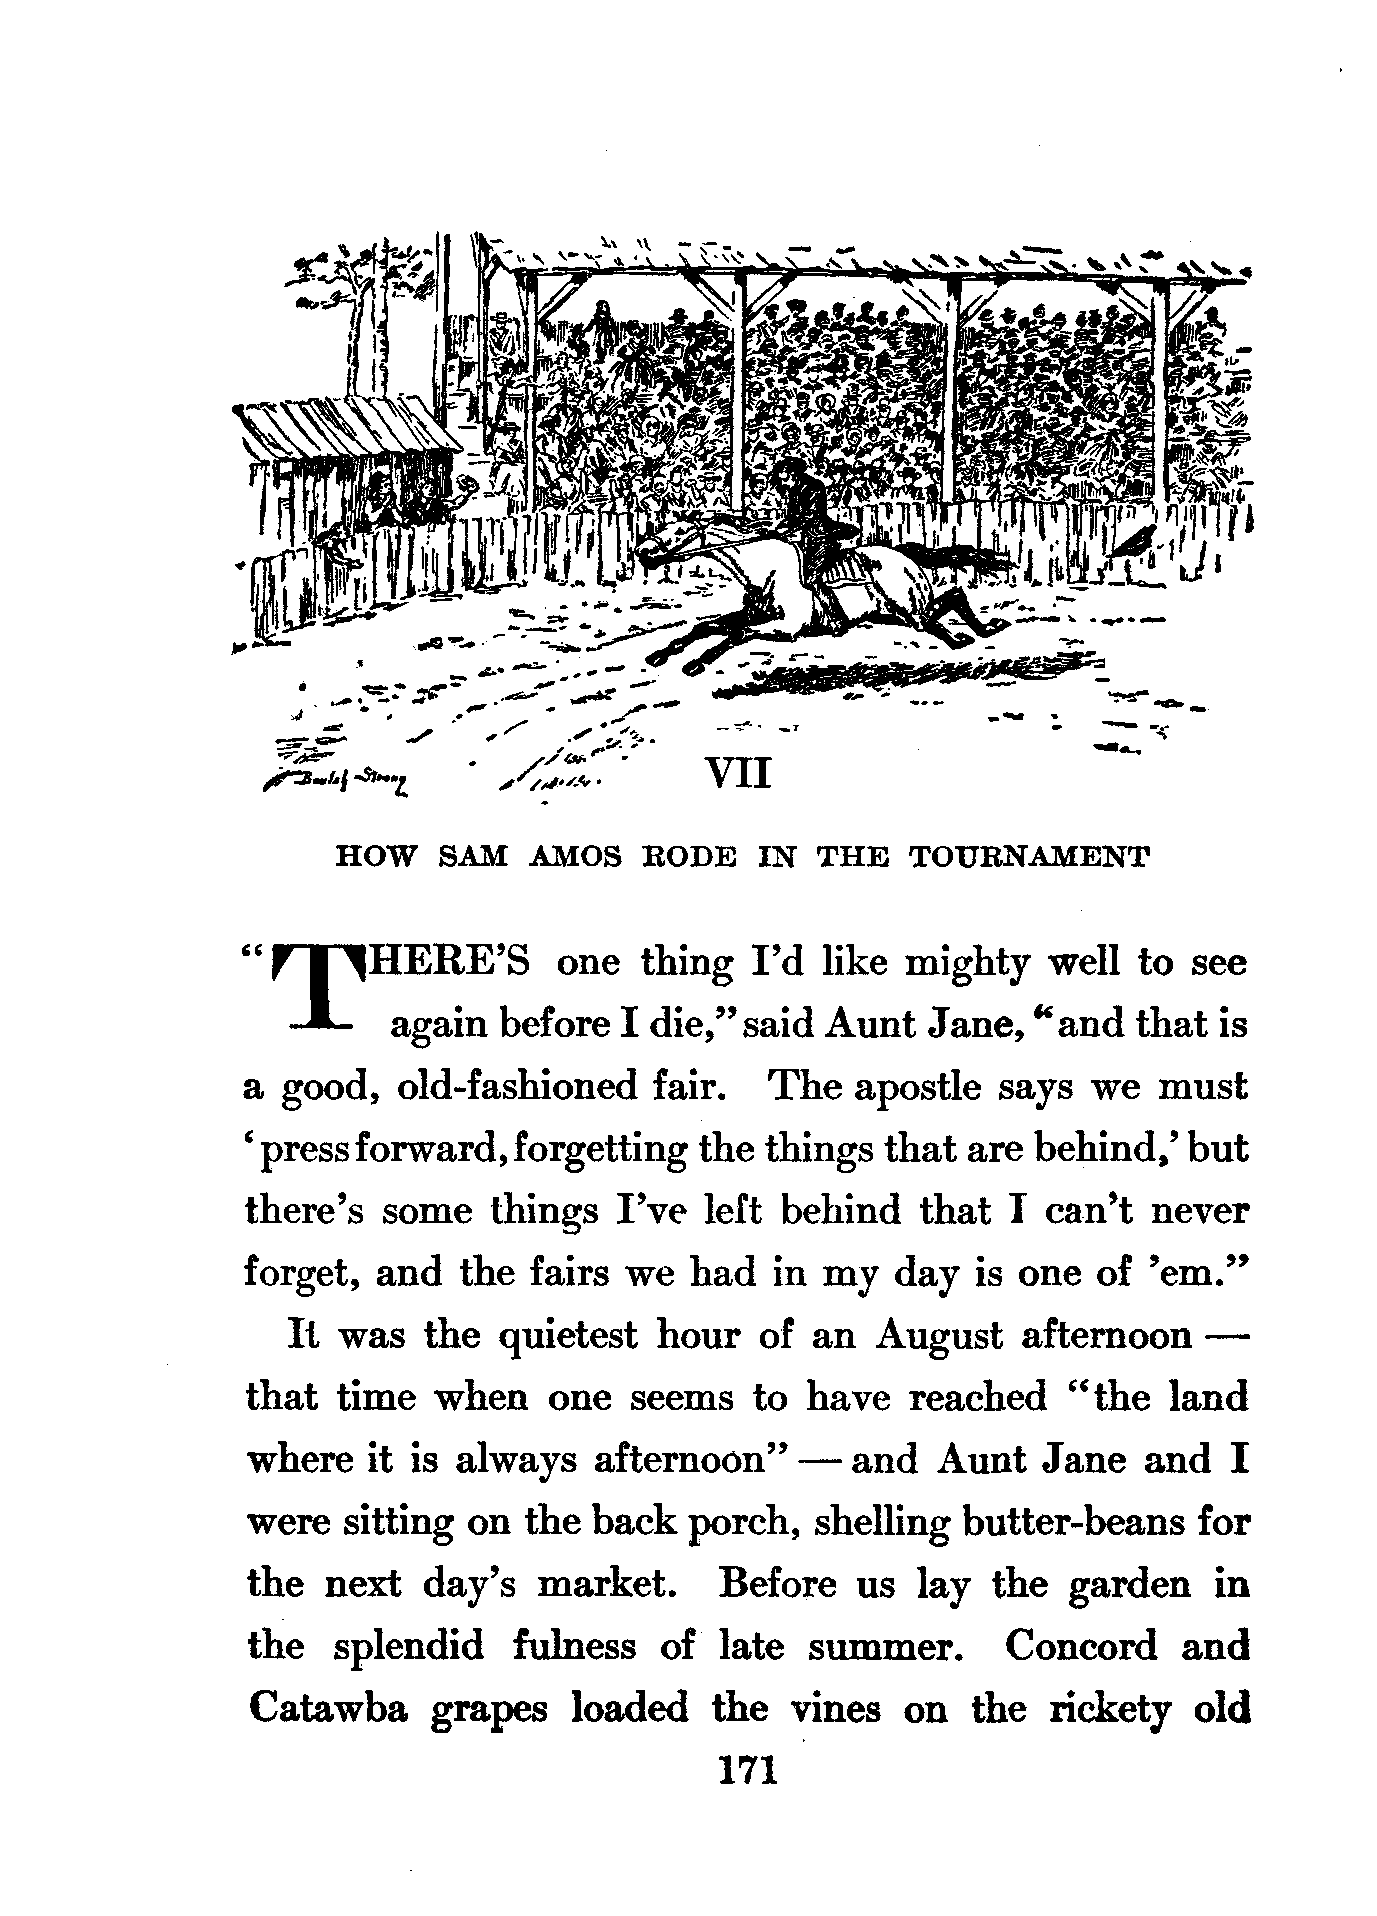 VII
HOW SAM AMOS RODE IN THE TOURNAMENT
"THERE'S one thing I'd like mighty well to see
again before I die," said Aunt Jane, "and that is
a good, old-fashioned fair. The apostle says we must
'press forward, forgetting the things that are behind,' but
there's some things I've left behind that I can't never
forget, and the fairs we had in my day is one of 'em."
It was the quietest hour of an August afternoon —
that time when one seems to have reached "the land
where it is always afternoon" — and Aunt Jane and I
were sitting on the back porch, shelling butter-beans for
the next day's market. Before us lay the garden in
the splendid fulness of late summer. Concord and
Catawba grapes loaded the vines on the rickety old
171